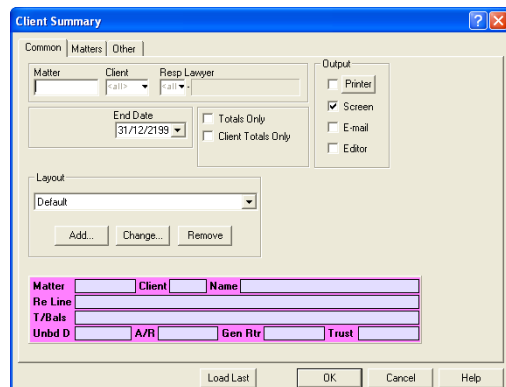 Client Summary
Common Matters Other
Matter Client Resp Lawyer
<all> <all> -
End Date
31/12/2199
Totals Only
Client Totals Only
Output
Printer
Screen
E-mail
Editor
Layout
Default
Add... Change... Remove
Matter Client Name
Re Line
T/Bals
Unbd D A/R Gen Rtr Trust
Load Last OK Cancel Help